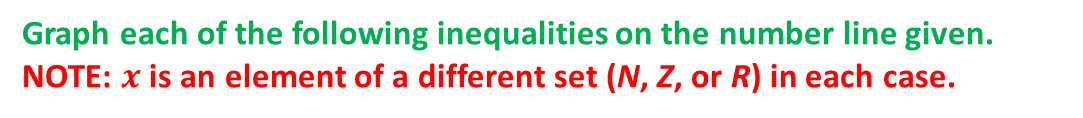 Graph each of the following inequalities on the number line given.
NOTE: x is an element of a different set (N, Z, or R) in each case.